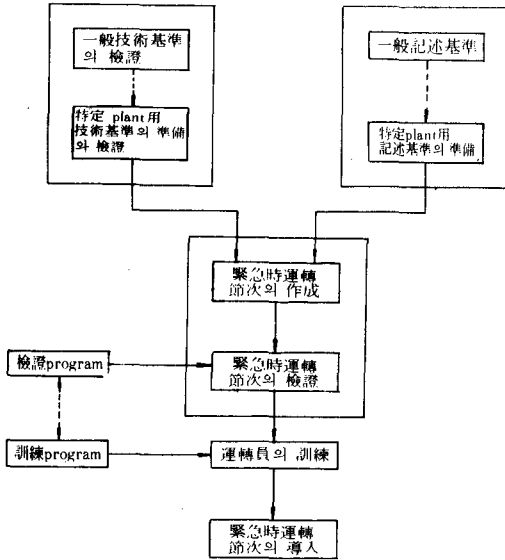 一般技術基準
의 檢證
一般記述基準
特定 plant用
技術基準의 準備
와 檢證
特定plant用
記述基準의 準備
緊急時運轉
節次의 作成
檢證program
緊急時運轉
節次의 檢證
訓練program
運轉員의 訓練
緊急時運轉
節次의 導入